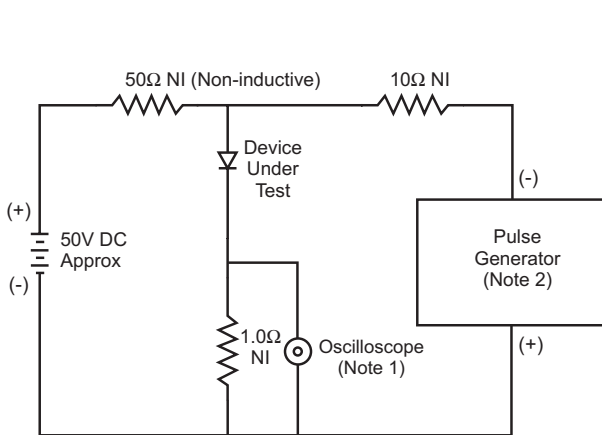 50Ω NI (Non-inductive)
10Ω NI
Device
Under
Test
(-)
(+)
50V DC
Approx
(-)
Pulse
Generator
(Note 2)
1.0Ω
NI
Oscilloscope
(Note 1)
(+)